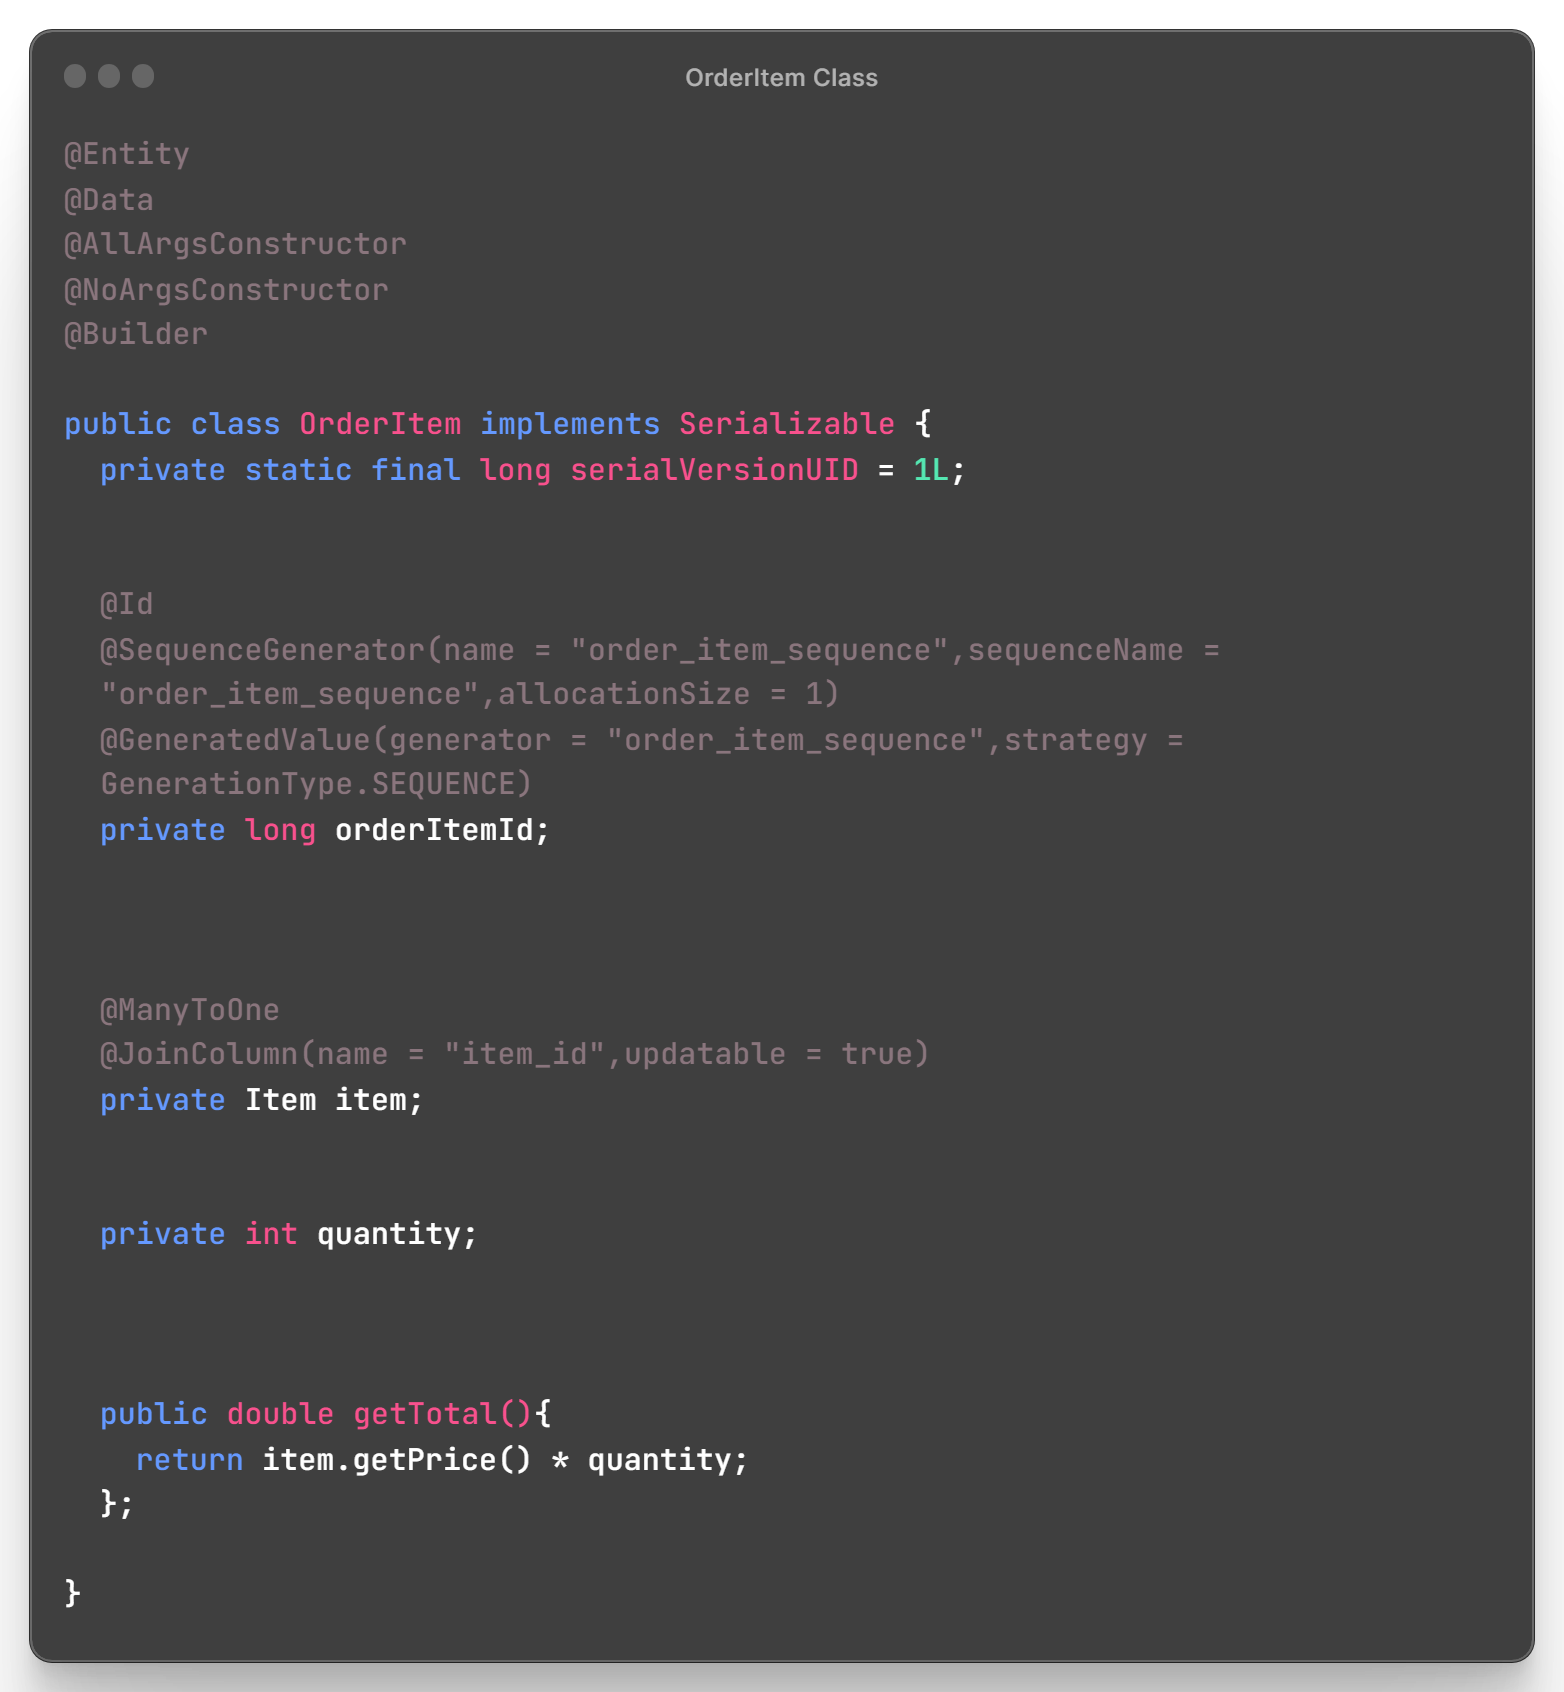 OrderItem Class
@Entity
@Data
@AllArgsConstructor
@NoArgsConstructor
@Builder
public class OrderItem implements Serializable {
private static final long serialVersionUID = 1L;
@Id
@SequenceGenerator(name = "order_item_sequence",sequenceName =
"order_item_sequence",allocationSize = 1)
@GeneratedValue(generator = "order_item_sequence",strategy =
GenerationType.SEQUENCE)
private long orderItemId;
@ManyToOne
@JoinColumn(name = "item_id",updatable = true)
private Item item;
private int quantity;
public double getTotal(){
return item.getPrice() * quantity;
};
}